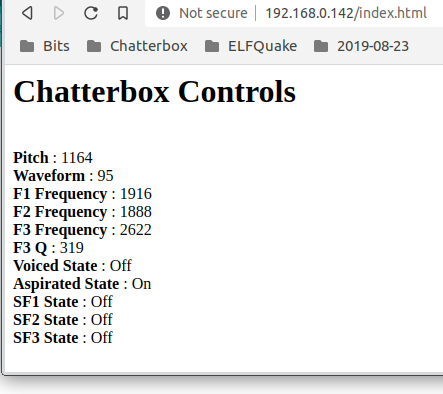 Not secure | 192.168.0.142/index.html
Bits Chatterbox ELFQuake 2019-08-23
Chatterbox Controls
Pitch : 1164
Waveform : 95
F1 Frequency : 1916
F2 Frequency : 1888
F3 Frequency : 2622
F3 Q : 319
Voiced State : Off
Aspirated State : On
SF1 State : Off
SF2 State : Off
SF3 State : Off